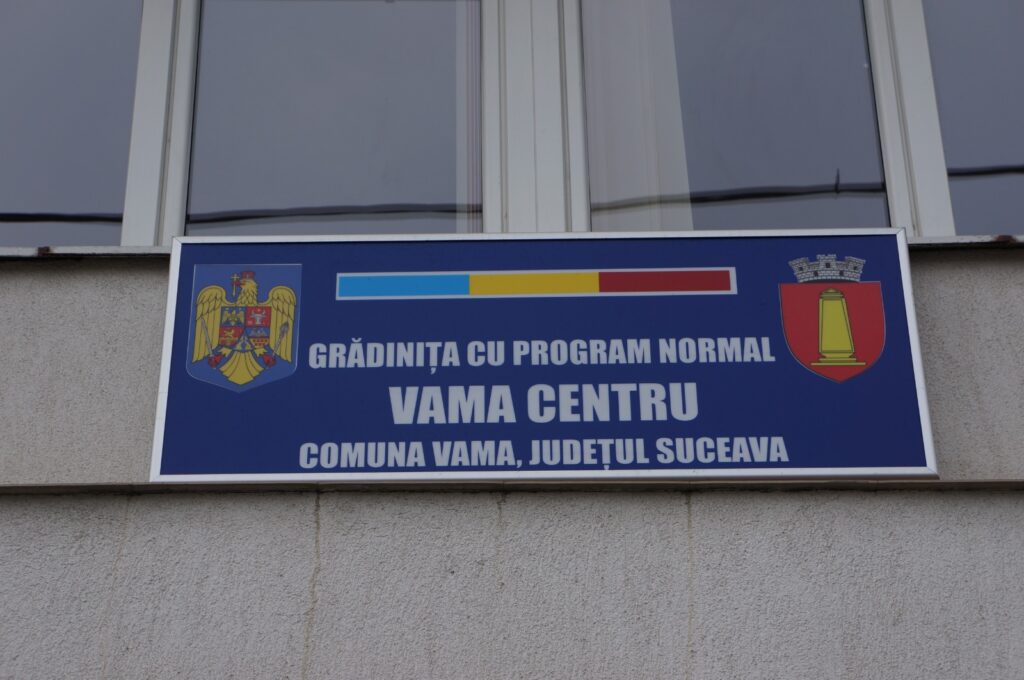 GRĂDINIȚA CU PROGRAM NORMAL
VAMA CENTRU
COMUNA VAMA, JUDEȚUL SUCEAVA